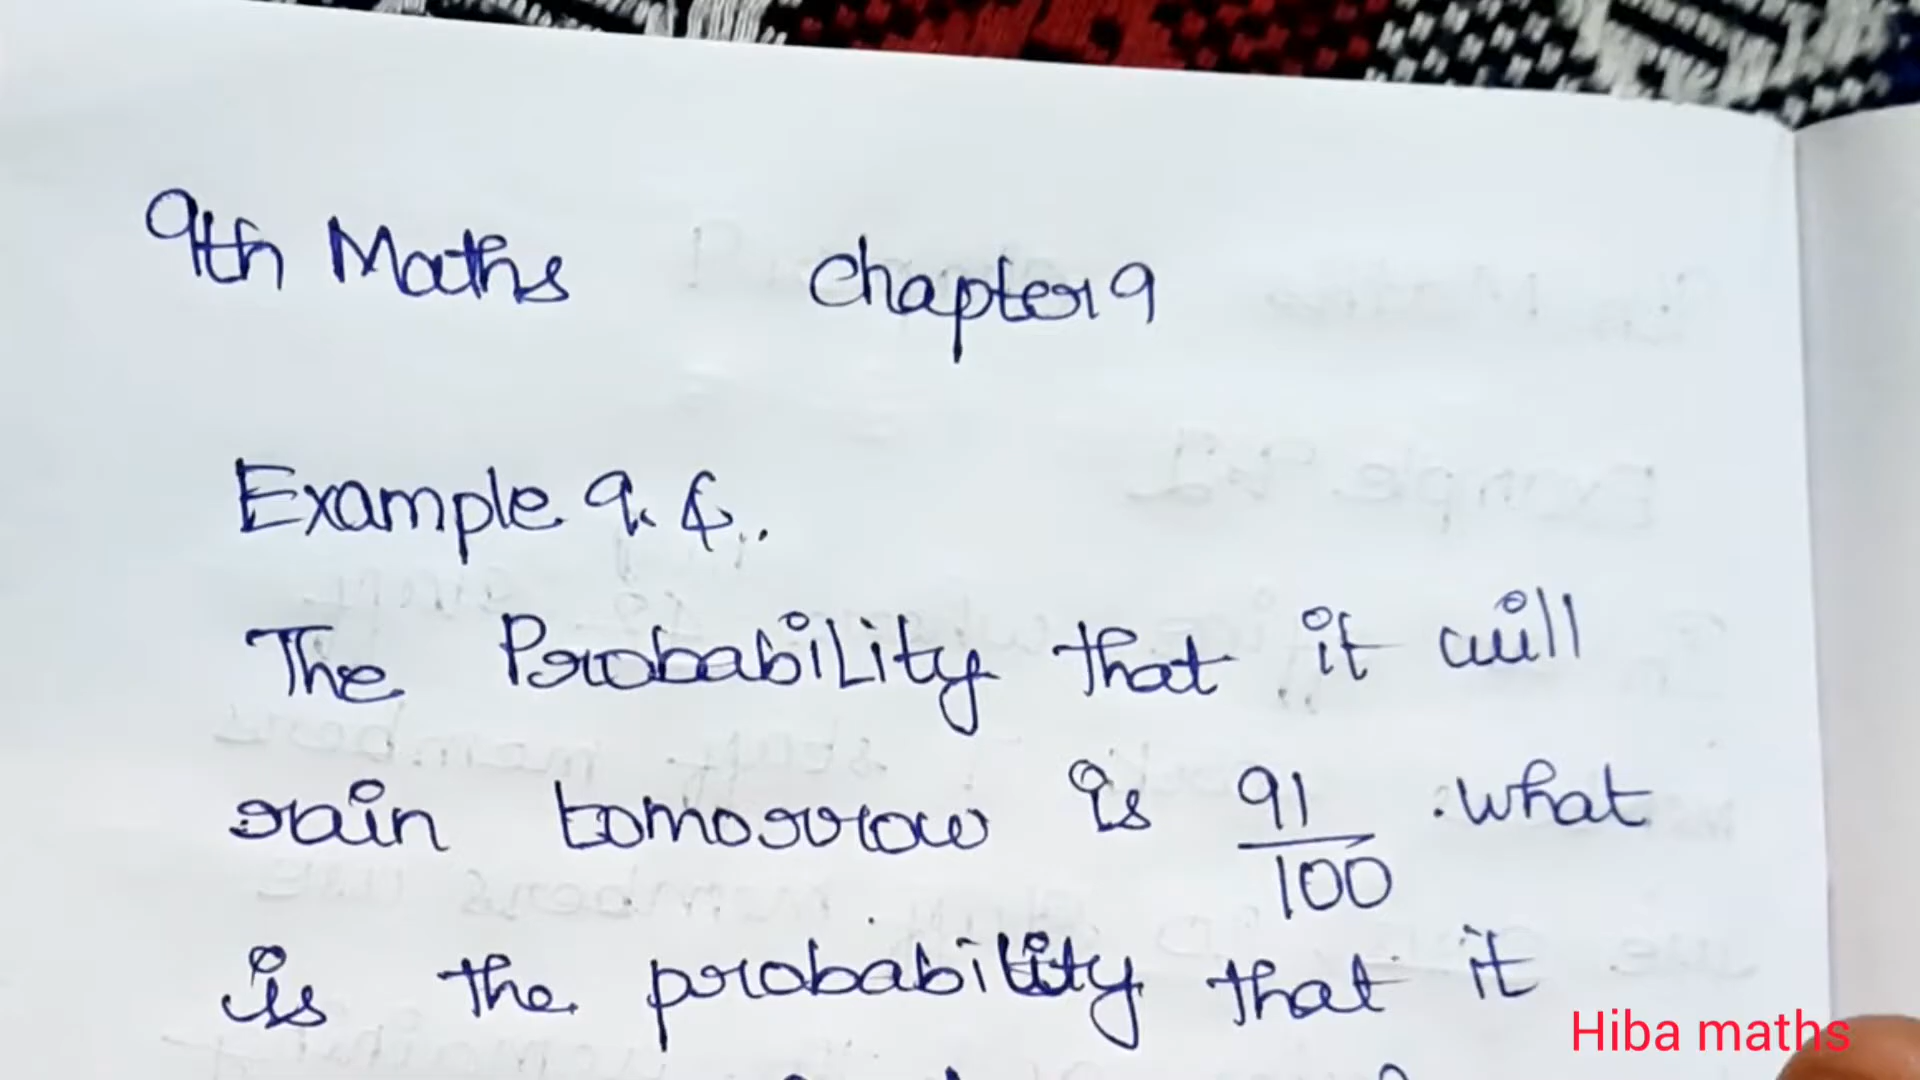 9th Maths Chapter 9
Example 9.
The Probability that it will
rain tomorrow is 91/100 . what
is the probability that it
Hiba maths